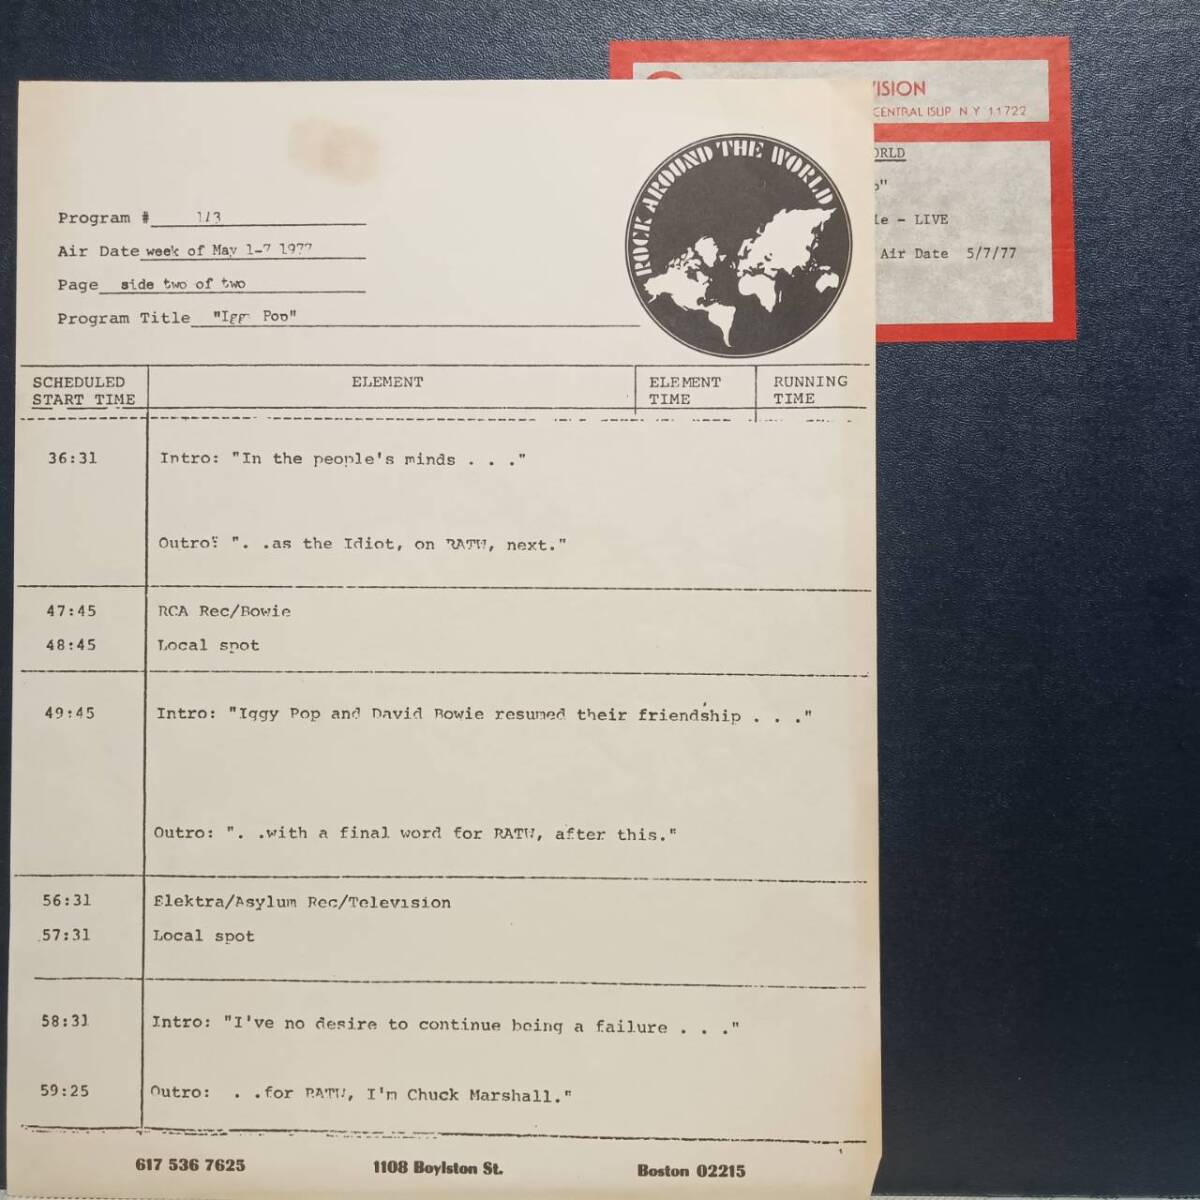 VISION
CENTRAL ISLIP N Y 11722
ORLD
le - LIVE
Air Date 5/7/77
ROCK AROUND THE WORLD
Program # 113
Air Date week of May 1-7 1977
Page side two of two
Program Title "Iggy Pop"
SCHEDULED START TIME ELEMENT ELEMENT TIME RUNNING TIME
36:31 Intro: "In the people's minds . . ."
Outro: ". .as the Idiot, on RATW, next."
47:45 RCA Rec/Bowie
48:45 Local spot
49:45 Intro: "Iggy Pop and David Bowie resumed their friendship . . ."
Outro: ". .with a final word for RATW, after this."
56:31 Elektra/Asylum Rec/Television
57:31 Local spot
58:31 Intro: "I've no desire to continue being a failure . . ."
59:25 Outro: . .for RATW, I'm Chuck Marshall."
617 536 7625 1108 Boylston St. Boston 02215